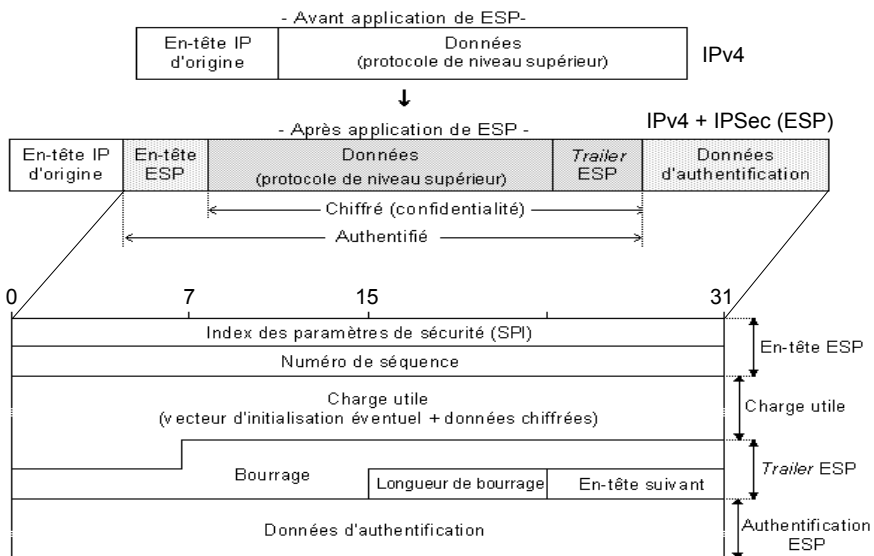 - Avant application de ESP-
En-tête IP d'origine
Données
(protocole de niveau supérieur)
IPv4
- Après application de ESP -
IPv4 + IPSec (ESP)
En-tête IP d'origine
En-tête ESP
Données
(protocole de niveau supérieur)
Trailer ESP
Données d'authentification
Chiffré (confidentialité)
Authentifié
0 7 15 31
Index des paramètres de sécurité (SPI)
En-tête ESP
Numéro de séquence
Charge utile
(vecteur d'initialisation éventuel + données chiffrées)
Charge utile
Bourrage
Longueur de bourrage
En-tête suivant
Trailer ESP
Données d'authentification
Authentification
ESP